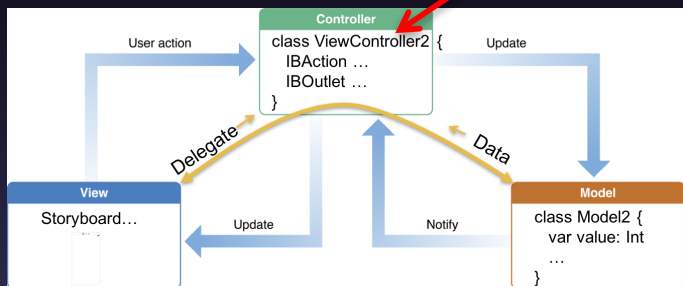 Controller
class ViewController2 {
IBAction …
IBOutlet …
}
User action
Update
Delegate
Data
View
Storyboard…
Update
Notify
Model
class Model2 {
var value: Int
…
}